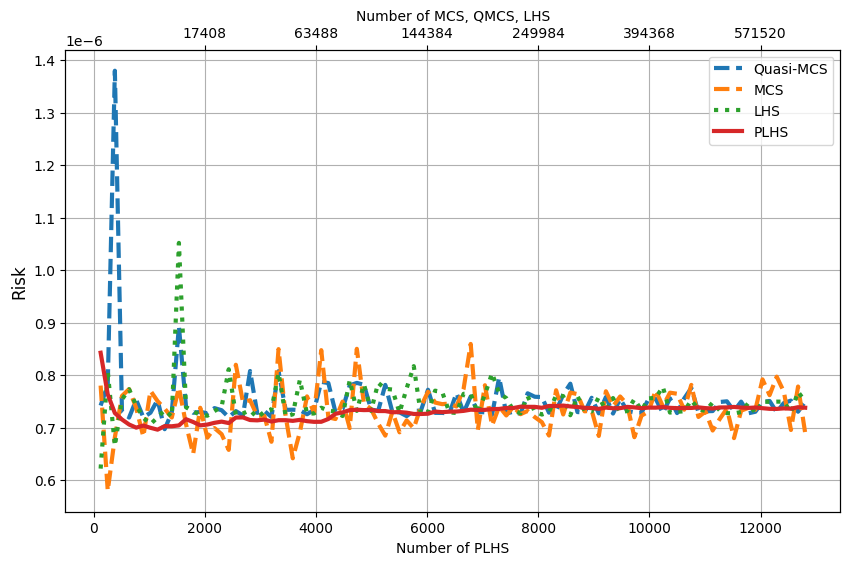 Number of MCS, QMCS, LHS
17408 63488 144384 249984 394368 571520
1e−6
1.4
1.3
1.2
1.1
1.0
0.9
0.8
0.7
0.6
Risk
Quasi-MCS
MCS
LHS
PLHS
0 2000 4000 6000 8000 10000 12000
Number of PLHS